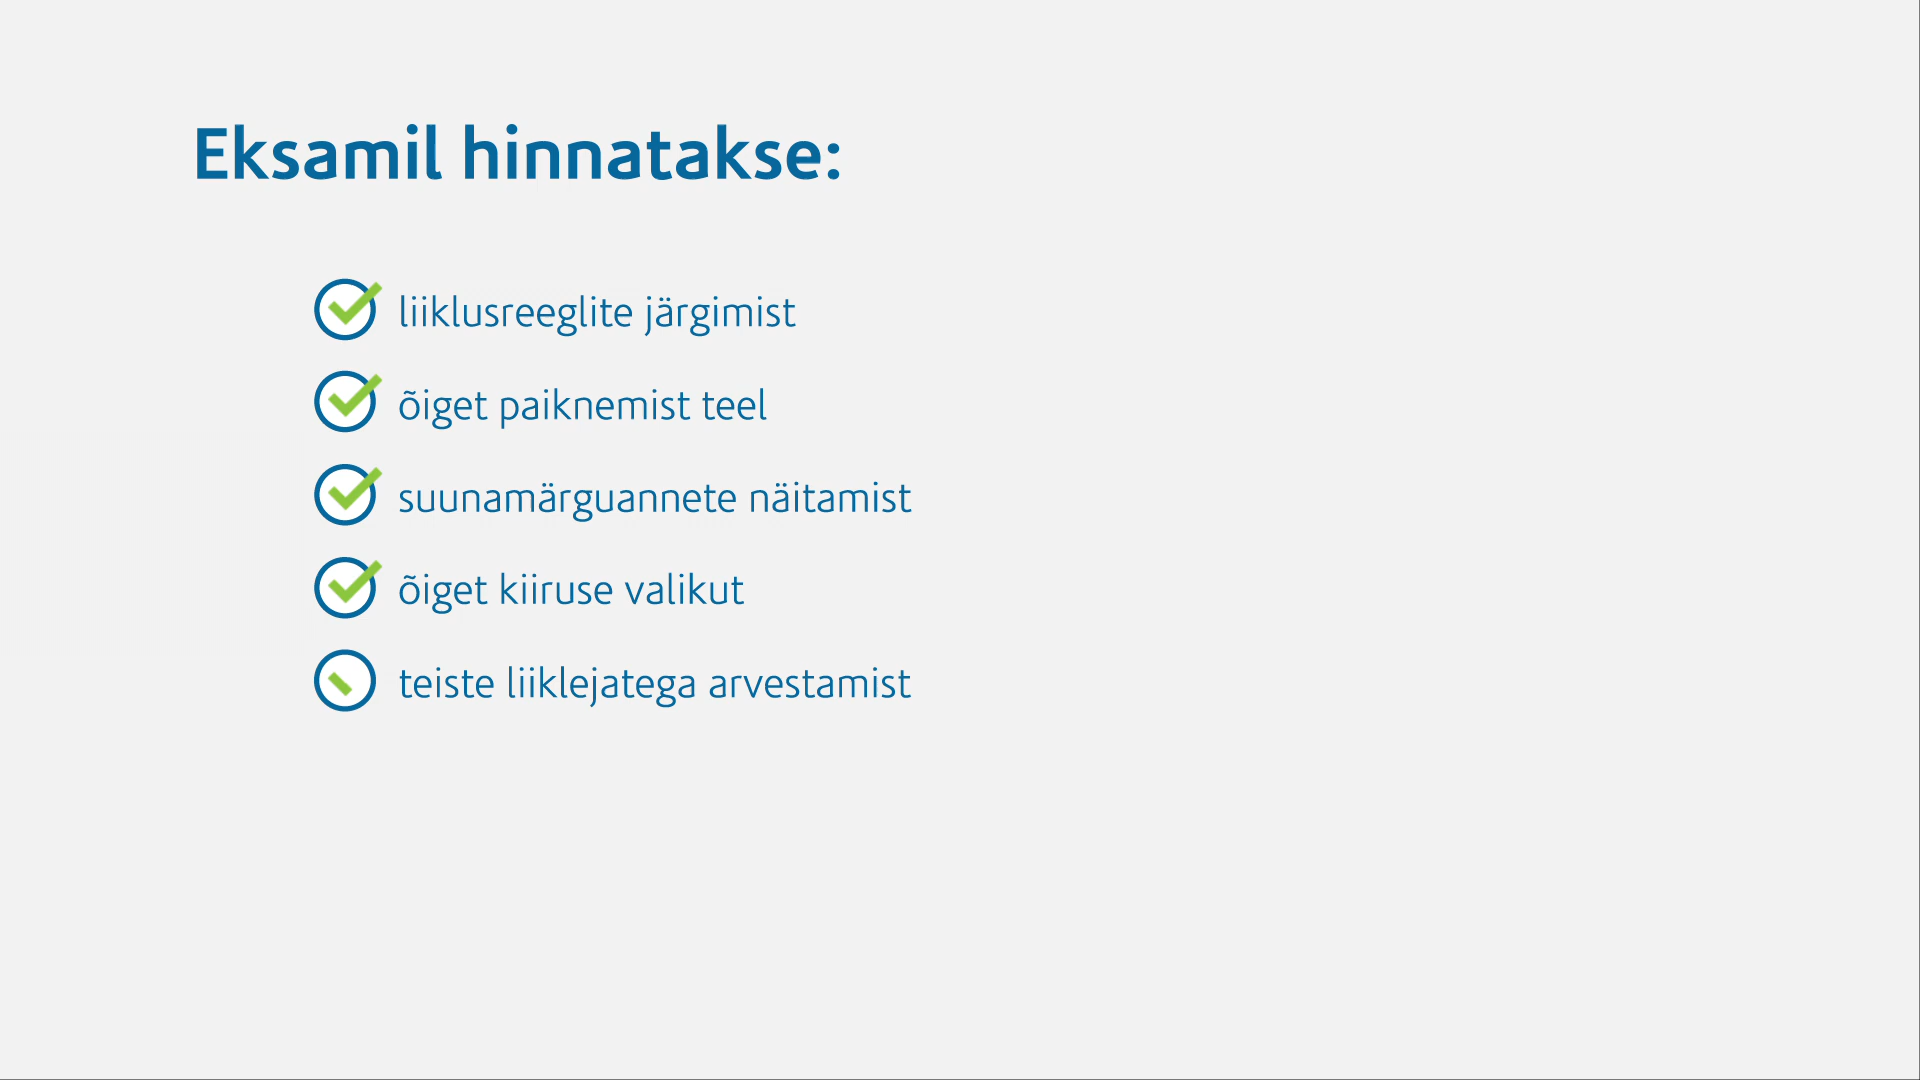 Eksamil hinnatakse:
liiklusreeglite järgimist
õiget paiknemist teel
suunamärguannete näitamist
õiget kiiruse valikut
teiste liiklejatega arvestamist